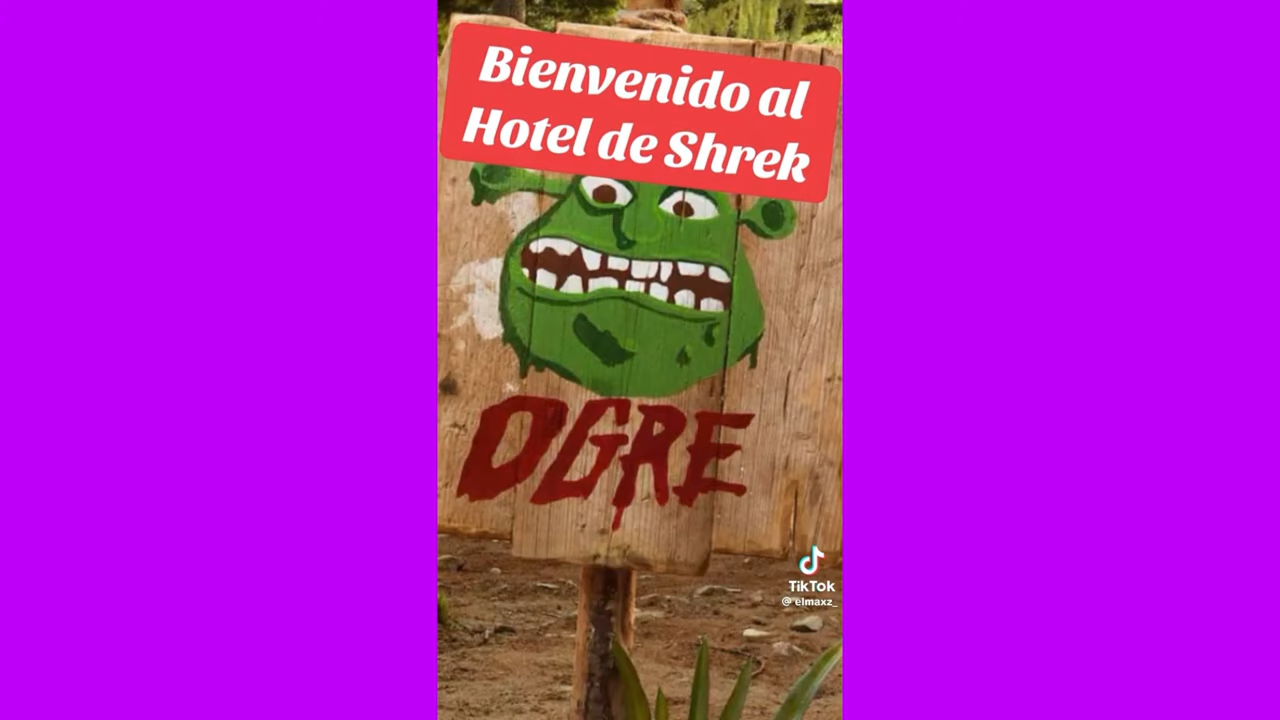 Bienvenido al
Hotel de Shrek
OGRE
TikTok
@elmaxz_